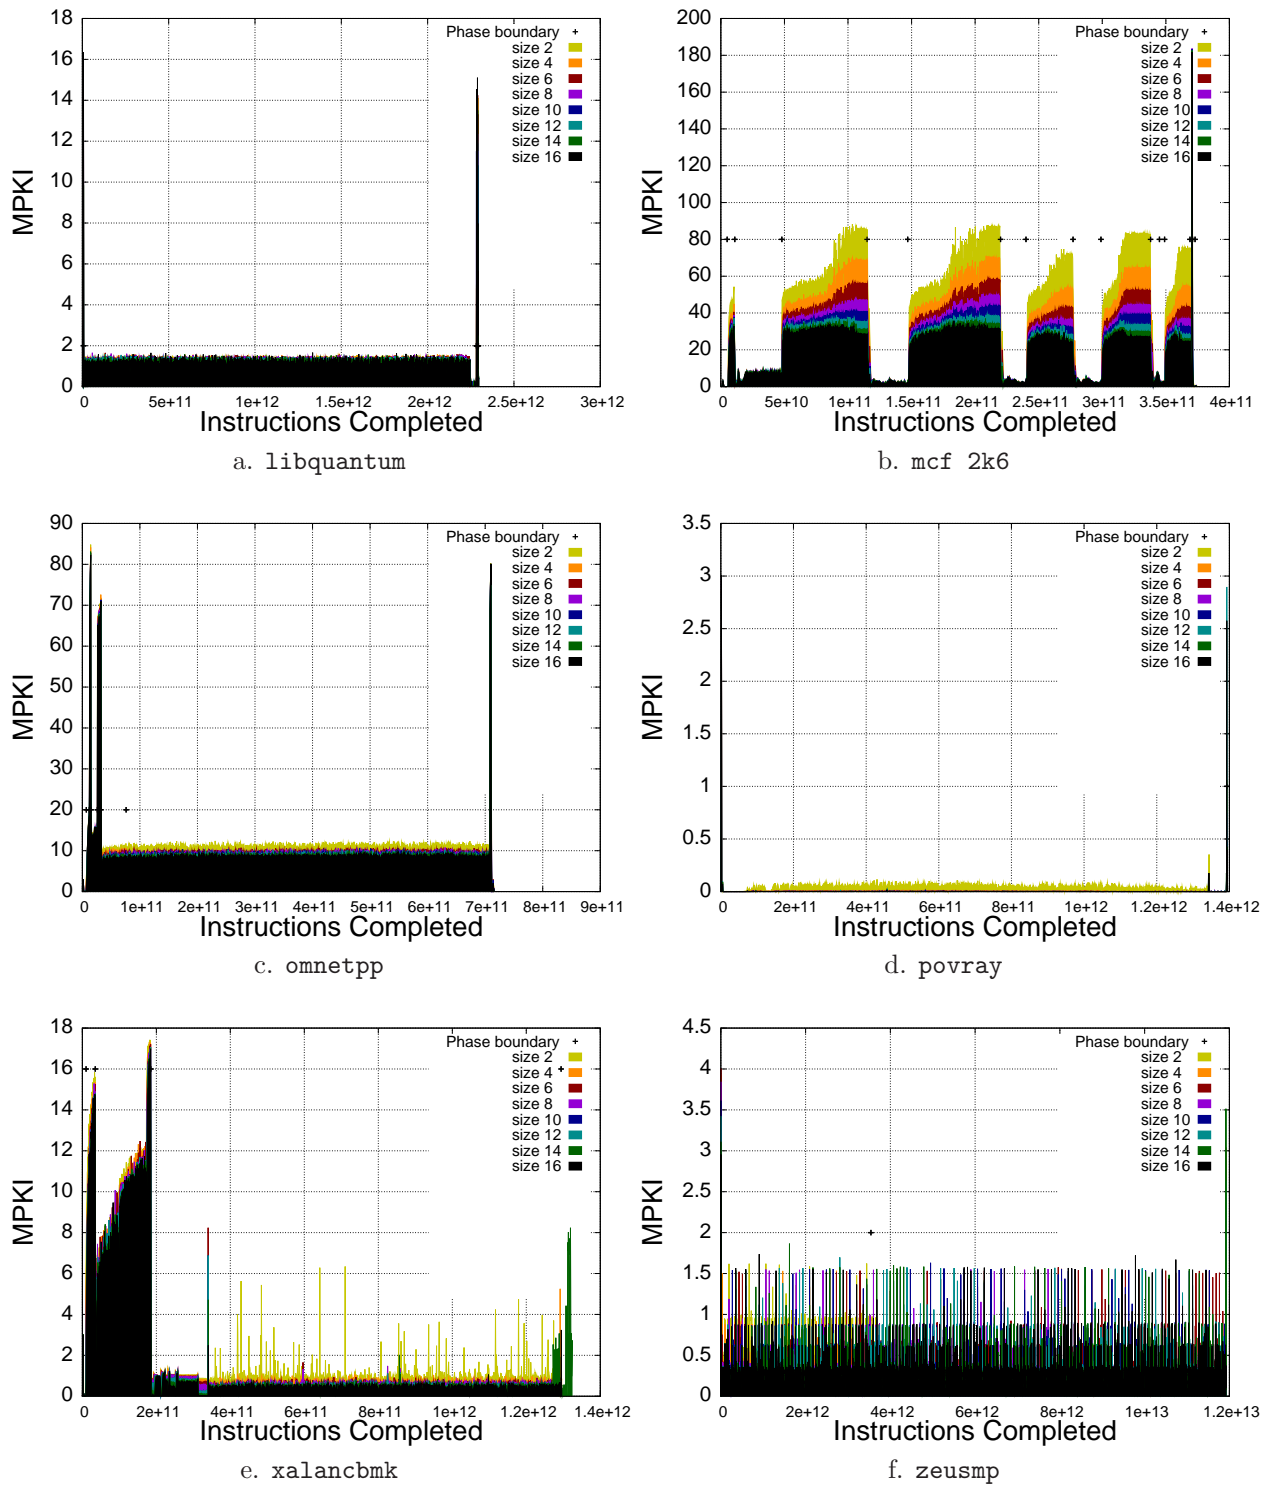 MPKI
18
16
14
12
10
8
6
4
2
0
Phase boundary
size 2
size 4
size 6
size 8
size 10
size 12
size 14
size 16
0 5e+11 1e+12 1.5e+12 2e+12 2.5e+12 3e+12
Instructions Completed
a. libquantum
MPKI
200
180
160
140
120
100
80
60
40
20
0
Phase boundary
size 2
size 4
size 6
size 8
size 10
size 12
size 14
size 16
0 5e+10 1e+11 1.5e+11 2e+11 2.5e+11 3e+11 3.5e+11 4e+11
Instructions Completed
b. mcf 2k6
MPKI
90
80
70
60
50
40
30
20
10
0
Phase boundary
size 2
size 4
size 6
size 8
size 10
size 12
size 14
size 16
0 1e+11 2e+11 3e+11 4e+11 5e+11 6e+11 7e+11 8e+11 9e+11
Instructions Completed
c. omnetpp
MPKI
3.5
3
2.5
2
1.5
1
0.5
0
Phase boundary
size 2
size 4
size 6
size 8
size 10
size 12
size 14
size 16
0 2e+11 4e+11 6e+11 8e+11 1e+12 1.2e+12 1.4e+12
Instructions Completed
d. povray
MPKI
18
16
14
12
10
8
6
4
2
0
Phase boundary
size 2
size 4
size 6
size 8
size 10
size 12
size 14
size 16
0 2e+11 4e+11 6e+11 8e+11 1e+12 1.2e+12 1.4e+12
Instructions Completed
e. xalancbmk
MPKI
4.5
4
3.5
3
2.5
2
1.5
1
0.5
0
Phase boundary
size 2
size 4
size 6
size 8
size 10
size 12
size 14
size 16
0 2e+12 4e+12 6e+12 8e+12 1e+13 1.2e+13
Instructions Completed
f. zeusmp